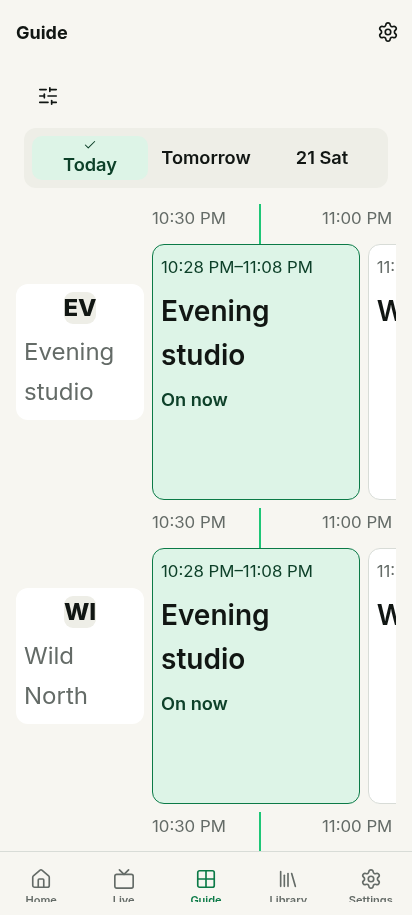 Guide
Today
Tomorrow
21 Sat
10:30 PM
11:00 PM
EV
Evening
studio
10:28 PM–11:08 PM
Evening
studio
On now
11:
W
10:30 PM
11:00 PM
WI
Wild
North
10:28 PM–11:08 PM
Evening
studio
On now
11:
W
10:30 PM
11:00 PM
Home
Live
Guide
Library
Settings